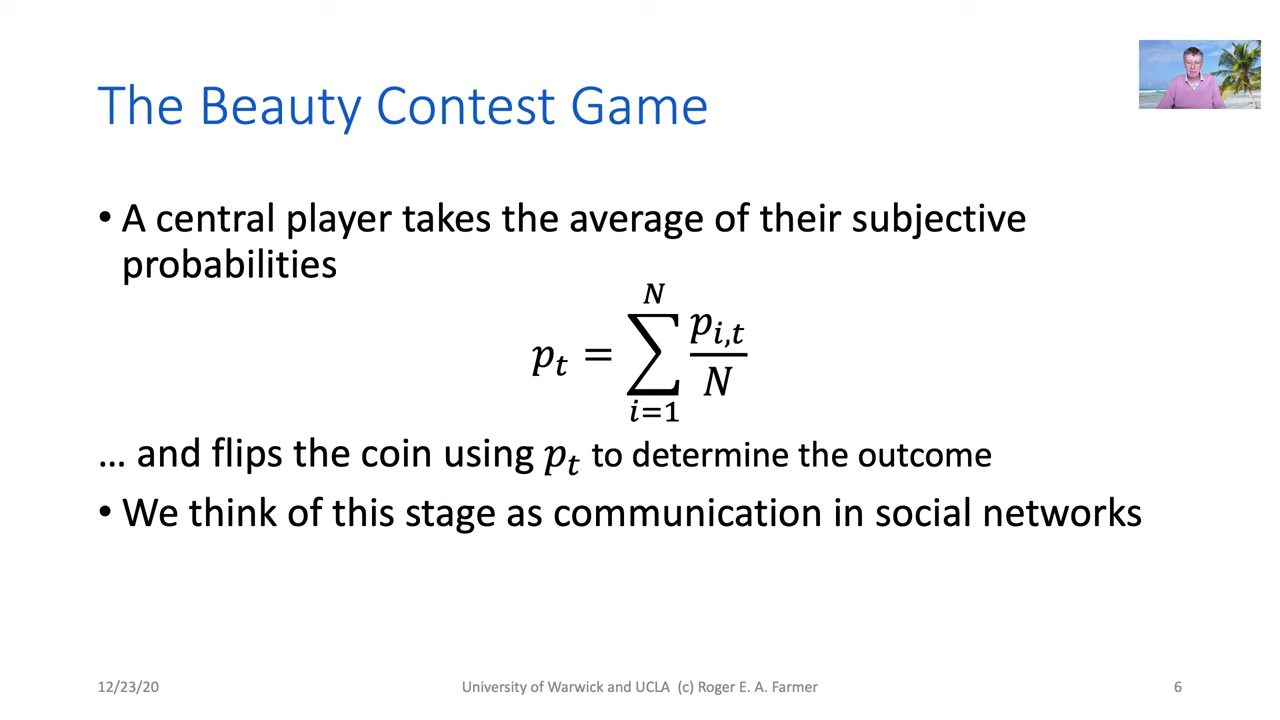 The Beauty Contest Game
• A central player takes the average of their subjective
probabilities
p_t = \sum_{i=1}^{N} \frac{p_{i,t}}{N}
... and flips the coin using p_t to determine the outcome
• We think of this stage as communication in social networks
12/23/20
University of Warwick and UCLA (c) Roger E. A. Farmer
6